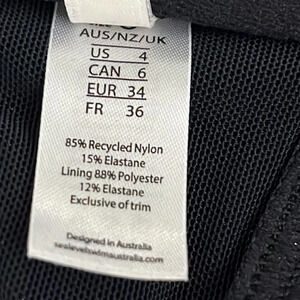 AUS/NZ/UK
US 4
CAN 6
EUR 34
FR 36
85% Recycled Nylon
15% Elastane
Lining 88% Polyester
12% Elastane
Exclusive of trim
Designed in Australia
sealevelswimaustralia.com